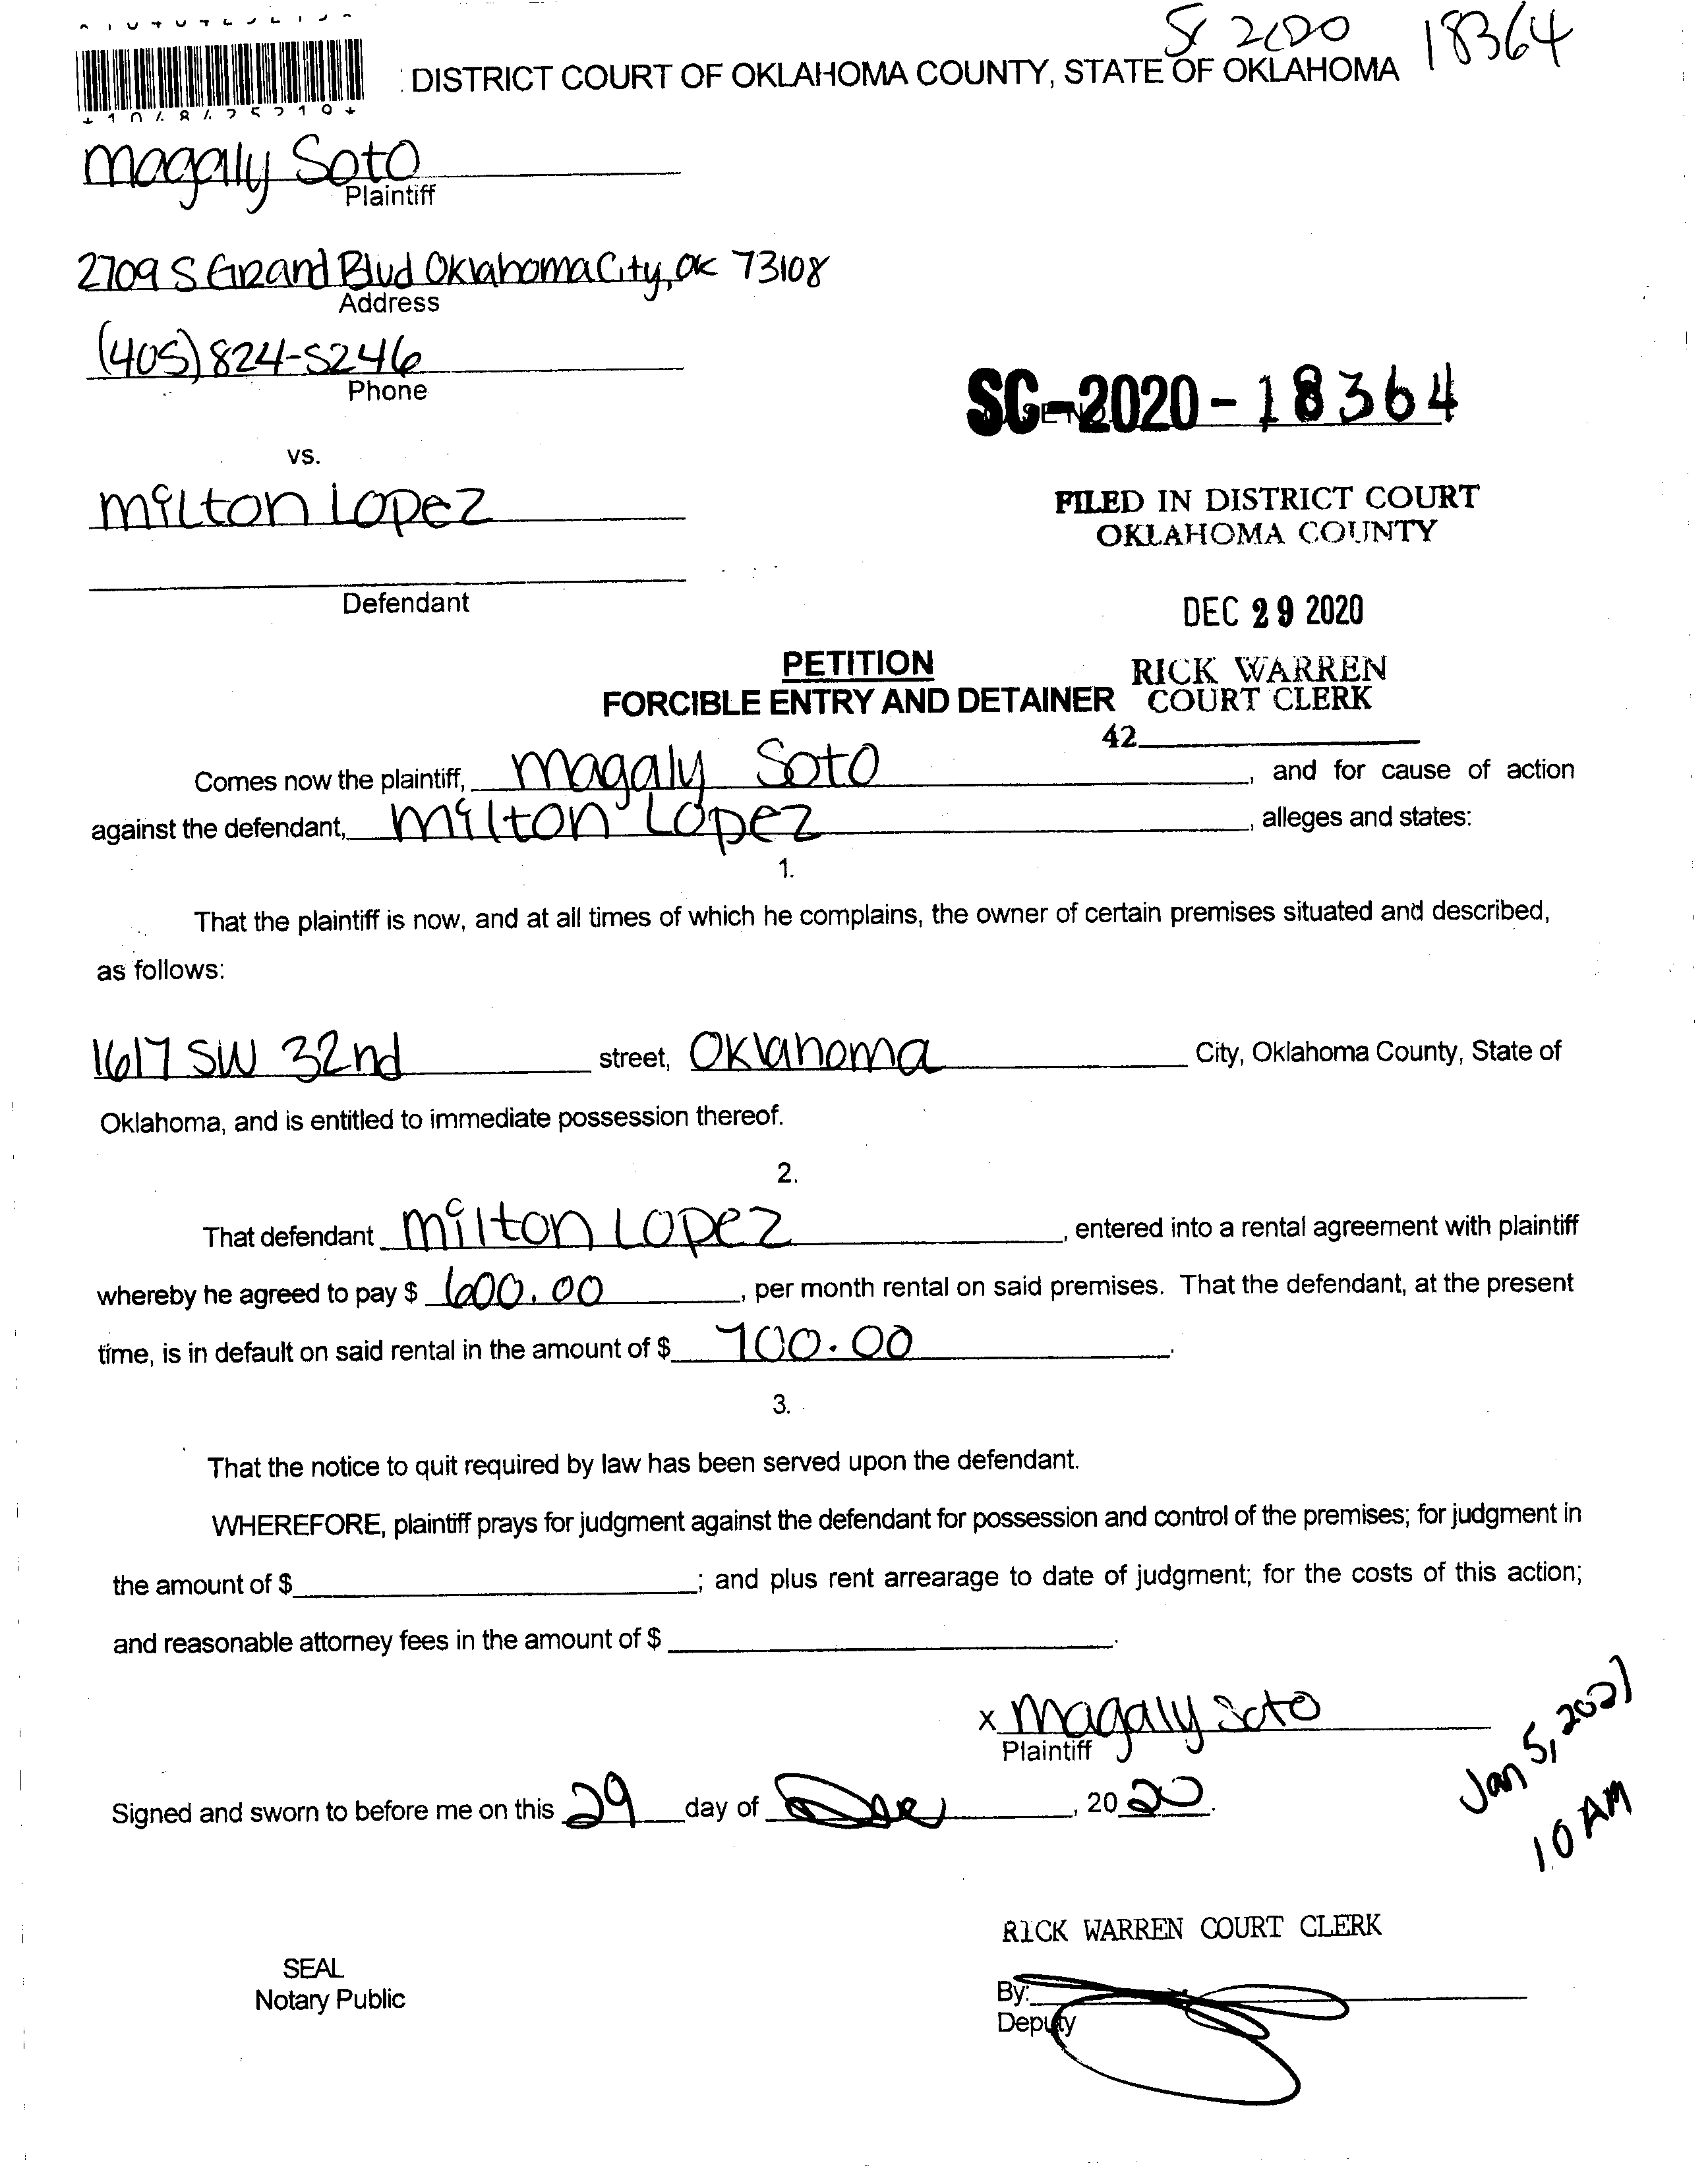 SC 2020 18364
DISTRICT COURT OF OKLAHOMA COUNTY, STATE OF OKLAHOMA
*1048425219*
Magaly Soto
Plaintiff
2709 S Grand Blvd Oklahoma City, OK 73108
Address
(405) 824-5246
Phone
SC-2020-18364
vs.
Milton Lopez
FILED IN DISTRICT COURT
OKLAHOMA COUNTY
Defendant
DEC 29 2020
PETITION
RICK WARREN
FORCIBLE ENTRY AND DETAINER
COURT CLERK
42
Comes now the plaintiff, Magaly Soto, and for cause of action
against the defendant, Milton Lopez, alleges and states:
1.
That the plaintiff is now, and at all times of which he complains, the owner of certain premises situated and described,
as follows:
1617 SW 32nd street, Oklahoma City, Oklahoma County, State of
Oklahoma, and is entitled to immediate possession thereof.
2.
That defendant Milton Lopez, entered into a rental agreement with plaintiff
whereby he agreed to pay $ 600.00, per month rental on said premises. That the defendant, at the present
time, is in default on said rental in the amount of $ 700.00.
3.
That the notice to quit required by law has been served upon the defendant.
WHEREFORE, plaintiff prays for judgment against the defendant for possession and control of the premises; for judgment in
the amount of $ ; and plus rent arrearage to date of judgment; for the costs of this action;
and reasonable attorney fees in the amount of $ .
x Magaly Soto
Plaintiff
Jan 5, 2021
10 AM
Signed and sworn to before me on this 29 day of Dec, 2020.
RICK WARREN COURT CLERK
SEAL
Notary Public
By:
Deputy